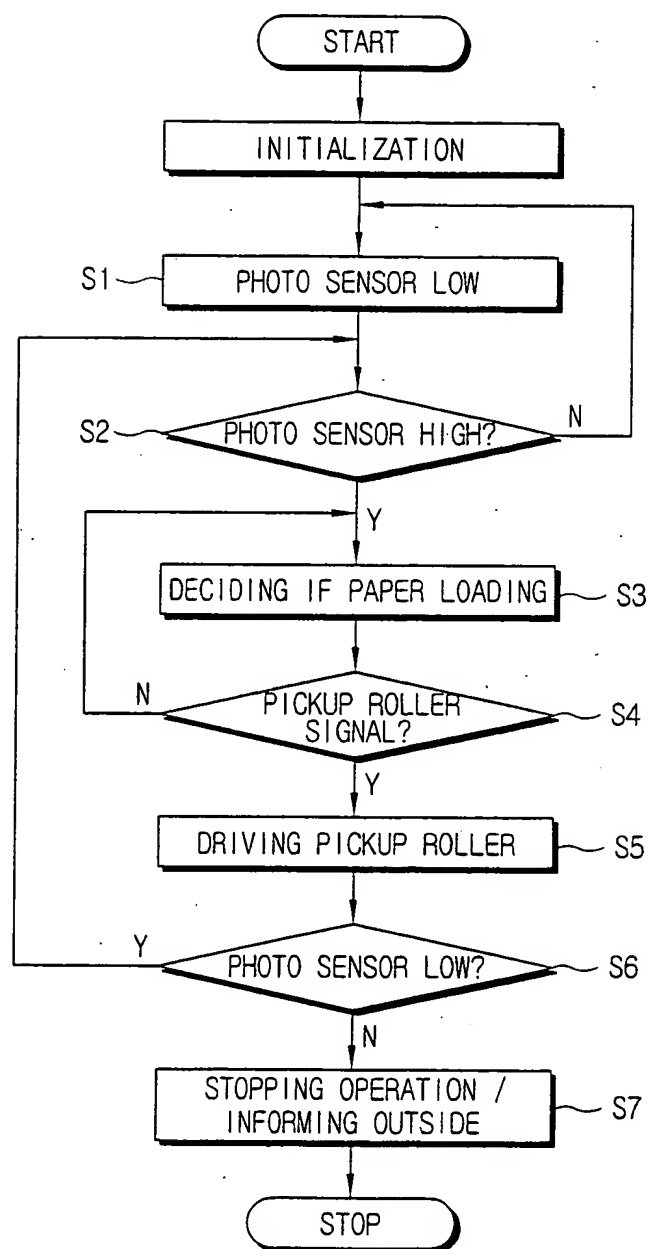 START
INITIALIZATION
S1
PHOTO SENSOR LOW
S2
PHOTO SENSOR HIGH?
N
Y
DECIDING IF PAPER LOADING
S3
N
PICKUP ROLLER
SIGNAL?
S4
Y
DRIVING PICKUP ROLLER
S5
Y
PHOTO SENSOR LOW?
S6
N
STOPPING OPERATION /
INFORMING OUTSIDE
S7
STOP